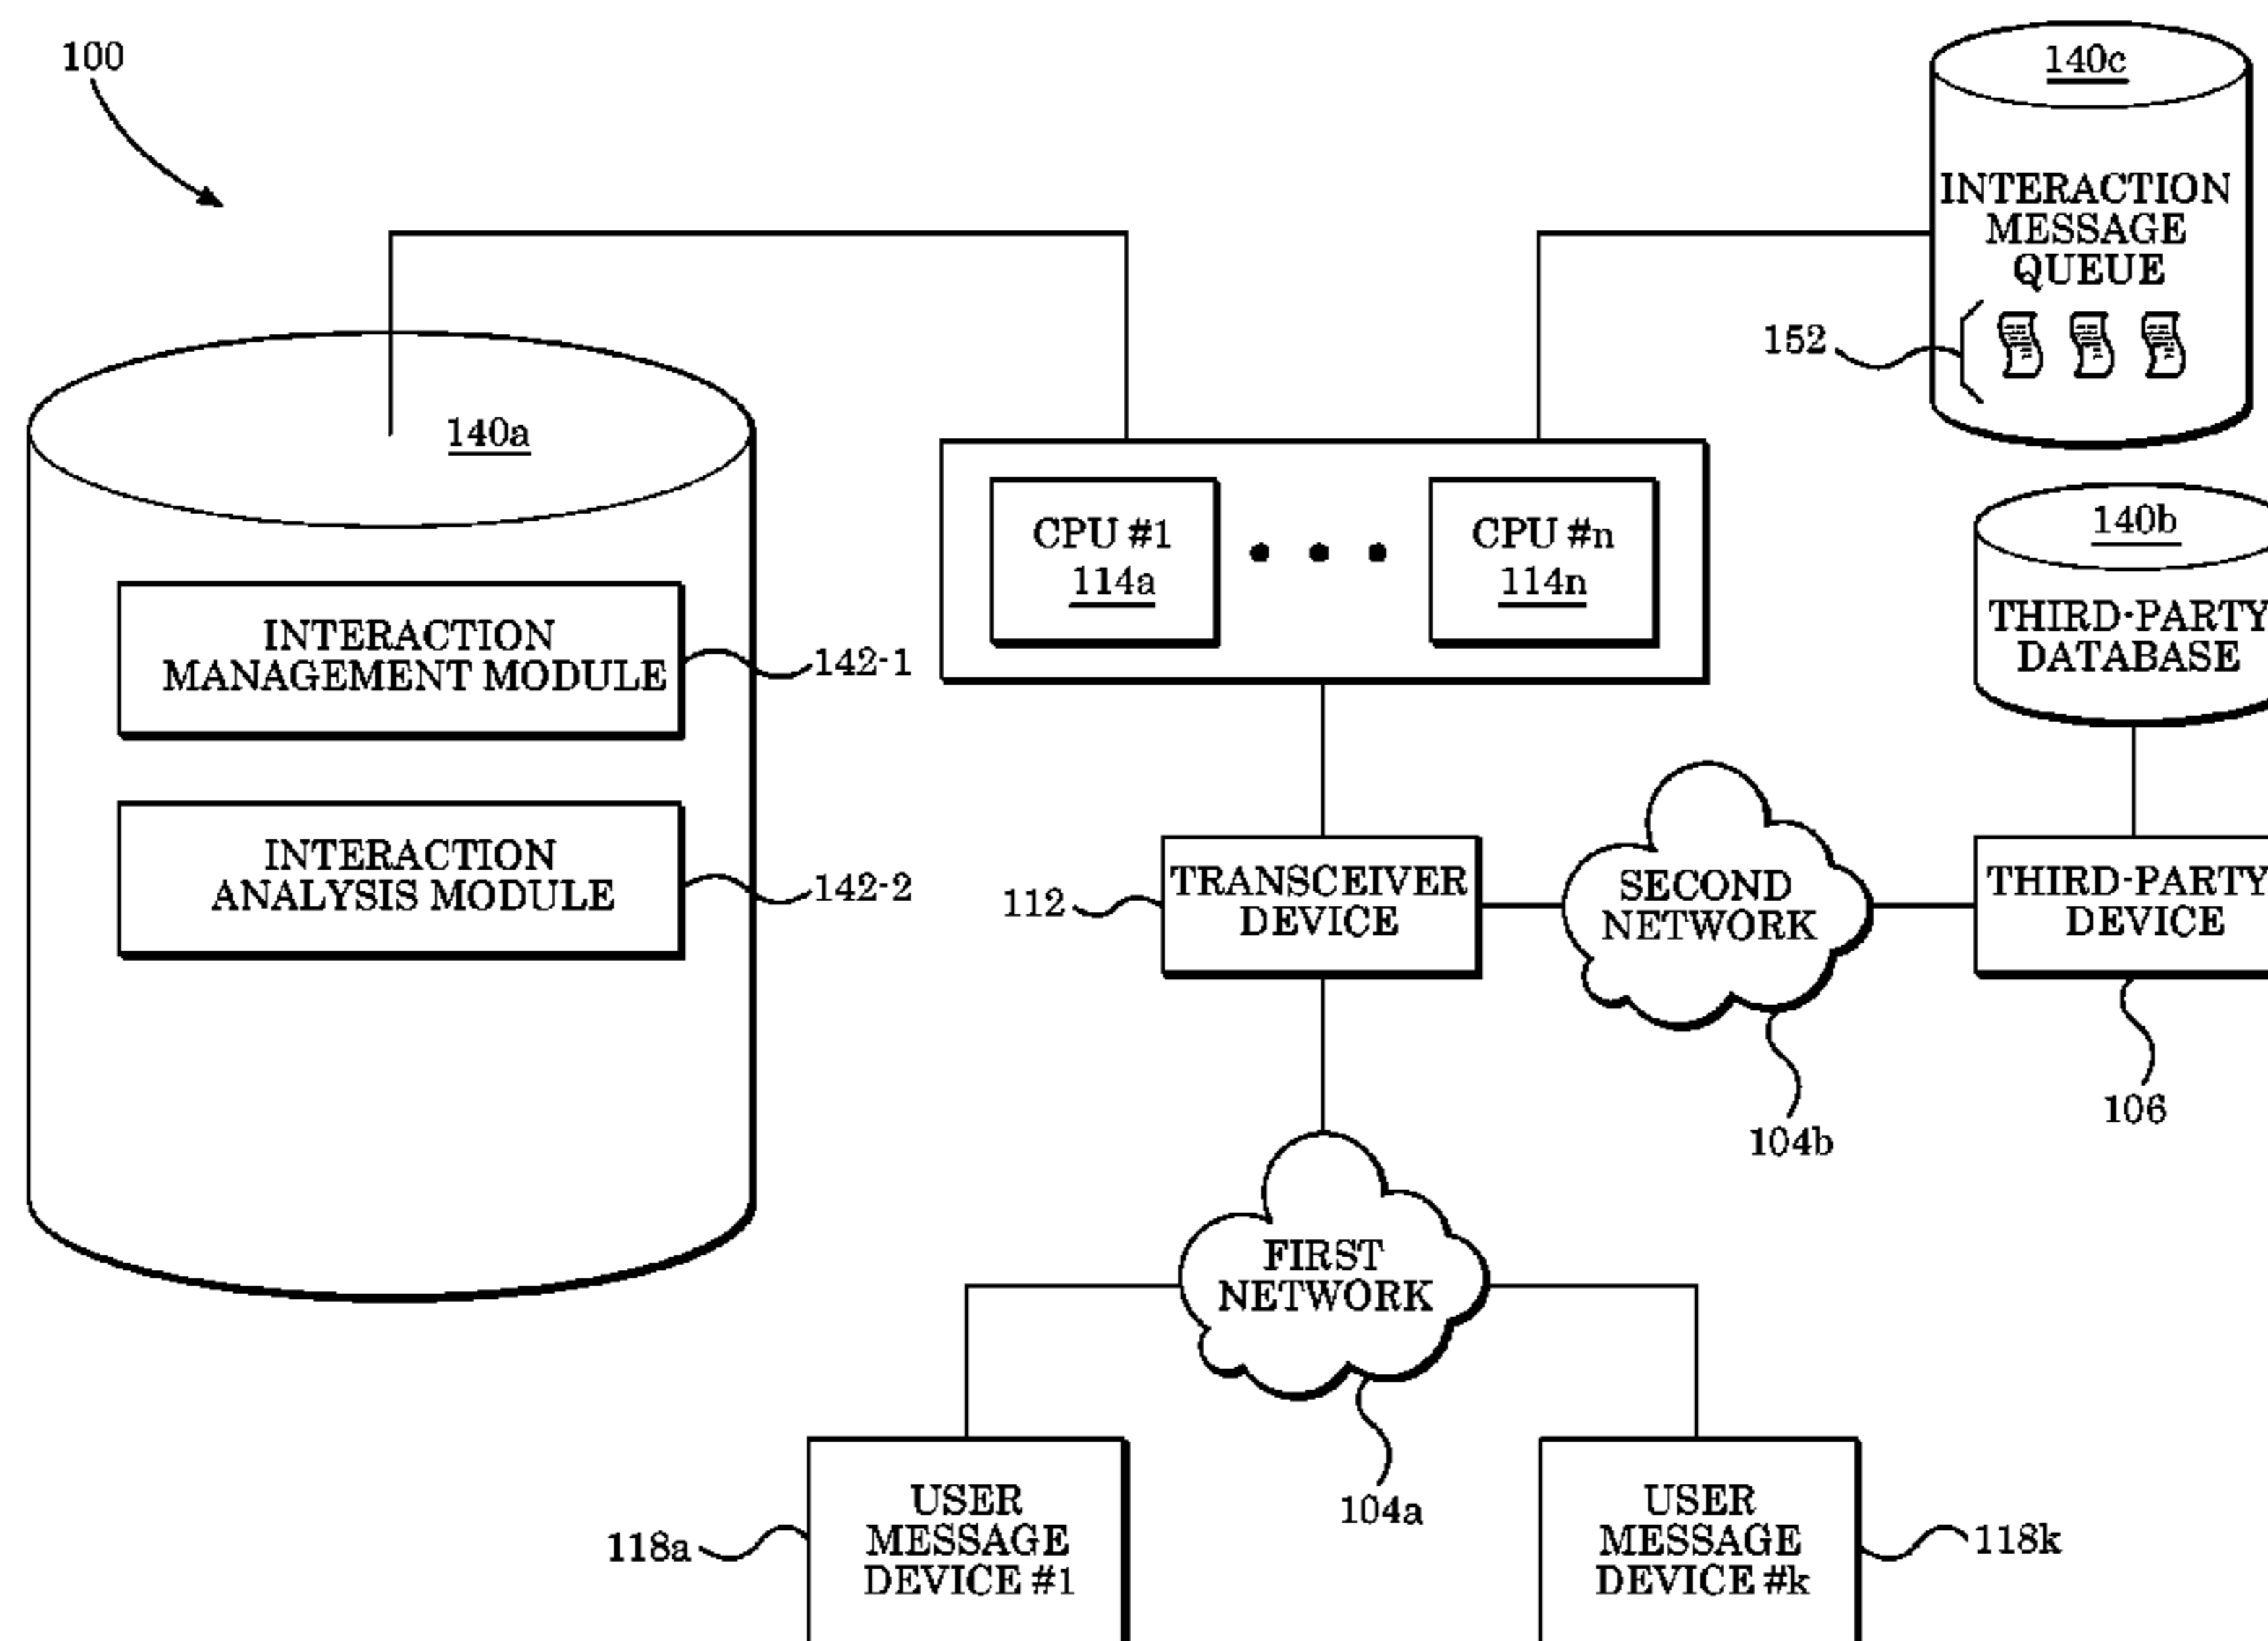 100
140c
INTERACTION
MESSAGE
QUEUE
152
140a
CPU #1
114a
CPU #n
114n
140b
THIRD-PARTY
DATABASE
INTERACTION
MANAGEMENT MODULE
142-1
INTERACTION
ANALYSIS MODULE
142-2
112
TRANSCEIVER
DEVICE
SECOND
NETWORK
THIRD-PARTY
DEVICE
106
104b
FIRST
NETWORK
104a
118a
USER
MESSAGE
DEVICE #1
USER
MESSAGE
DEVICE #k
118k